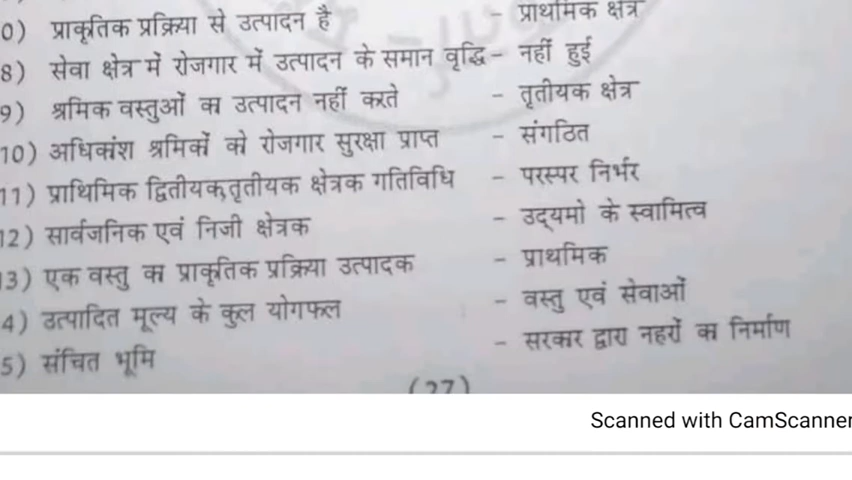 0) प्राकृतिक प्रक्रिया से उत्पादन है - प्राथमिक क्षेत्र
8) सेवा क्षेत्र में रोजगार में उत्पादन के समान वृद्धि - नहीं हुई
9) श्रमिक वस्तुओं का उत्पादन नहीं करते - तृतीयक क्षेत्र
10) अधिकांश श्रमिकों को रोजगार सुरक्षा प्राप्त - संगठित
11) प्राथिमिक द्वितीयक,तृतीयक क्षेत्रक गतिविधि - परस्पर निर्भर
12) सार्वजनिक एवं निजी क्षेत्रक - उद्यमो के स्वामित्व
13) एक वस्तु का प्राकृतिक प्रक्रिया उत्पादक - प्राथमिक
4) उत्पादित मूल्य के कुल योगफल - वस्तु एवं सेवाओं
5) संचित भूमि - सरकार द्वारा नहरों का निर्माण
(27)
Scanned with CamScanner